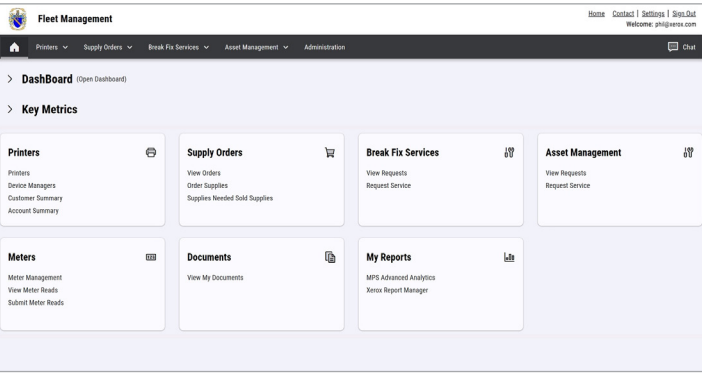 Fleet Management
Home Contact | Settings | Sign Out
Welcome: phil@xerox.com
Printers Supply Orders Break Fix Services Asset Management Administration Chat
DashBoard (Open Dashboard)
Key Metrics
Printers
Printers
Device Managers
Customer Summary
Account Summary
Supply Orders
View Orders
Order Supplies
Supplies Needed Sold Supplies
Break Fix Services
View Requests
Request Service
Asset Management
View Requests
Request Service
Meters
Meter Management
View Meter Reads
Submit Meter Reads
Documents
View My Documents
My Reports
MPS Advanced Analytics
Xerox Report Manager